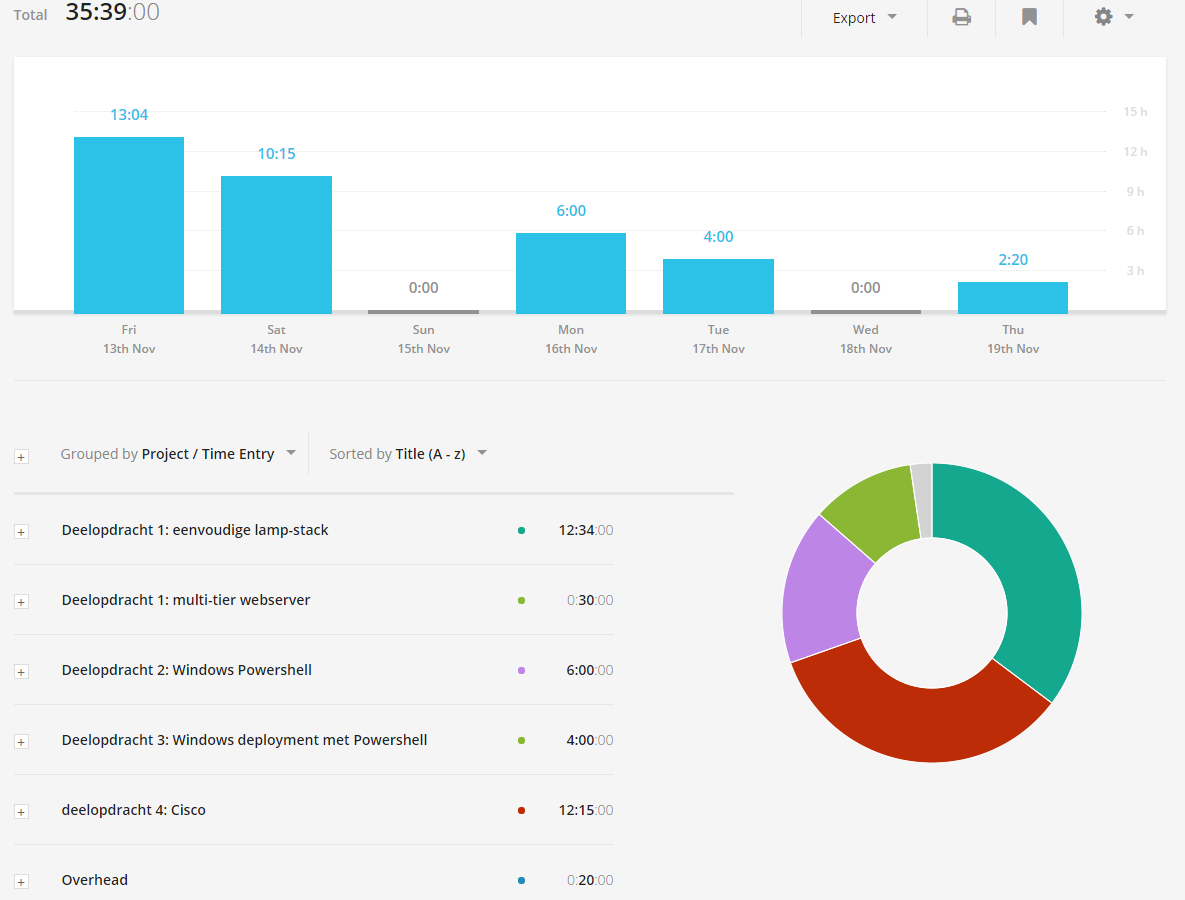 Total 35:39:00
Export
15 h
13:04
12 h
10:15
9 h
6:00
6 h
4:00
2:20
3 h
0:00 0:00
Fri Sat Sun Mon Tue Wed Thu
13th Nov 14th Nov 15th Nov 16th Nov 17th Nov 18th Nov 19th Nov
+ Grouped by Project / Time Entry Sorted by Title (A - z)
+ Deelopdracht 1: eenvoudige lamp-stack 12:34:00
+ Deelopdracht 1: multi-tier webserver 0:30:00
+ Deelopdracht 2: Windows Powershell 6:00:00
+ Deelopdracht 3: Windows deployment met Powershell 4:00:00
+ deelopdracht 4: Cisco 12:15:00
+ Overhead 0:20:00